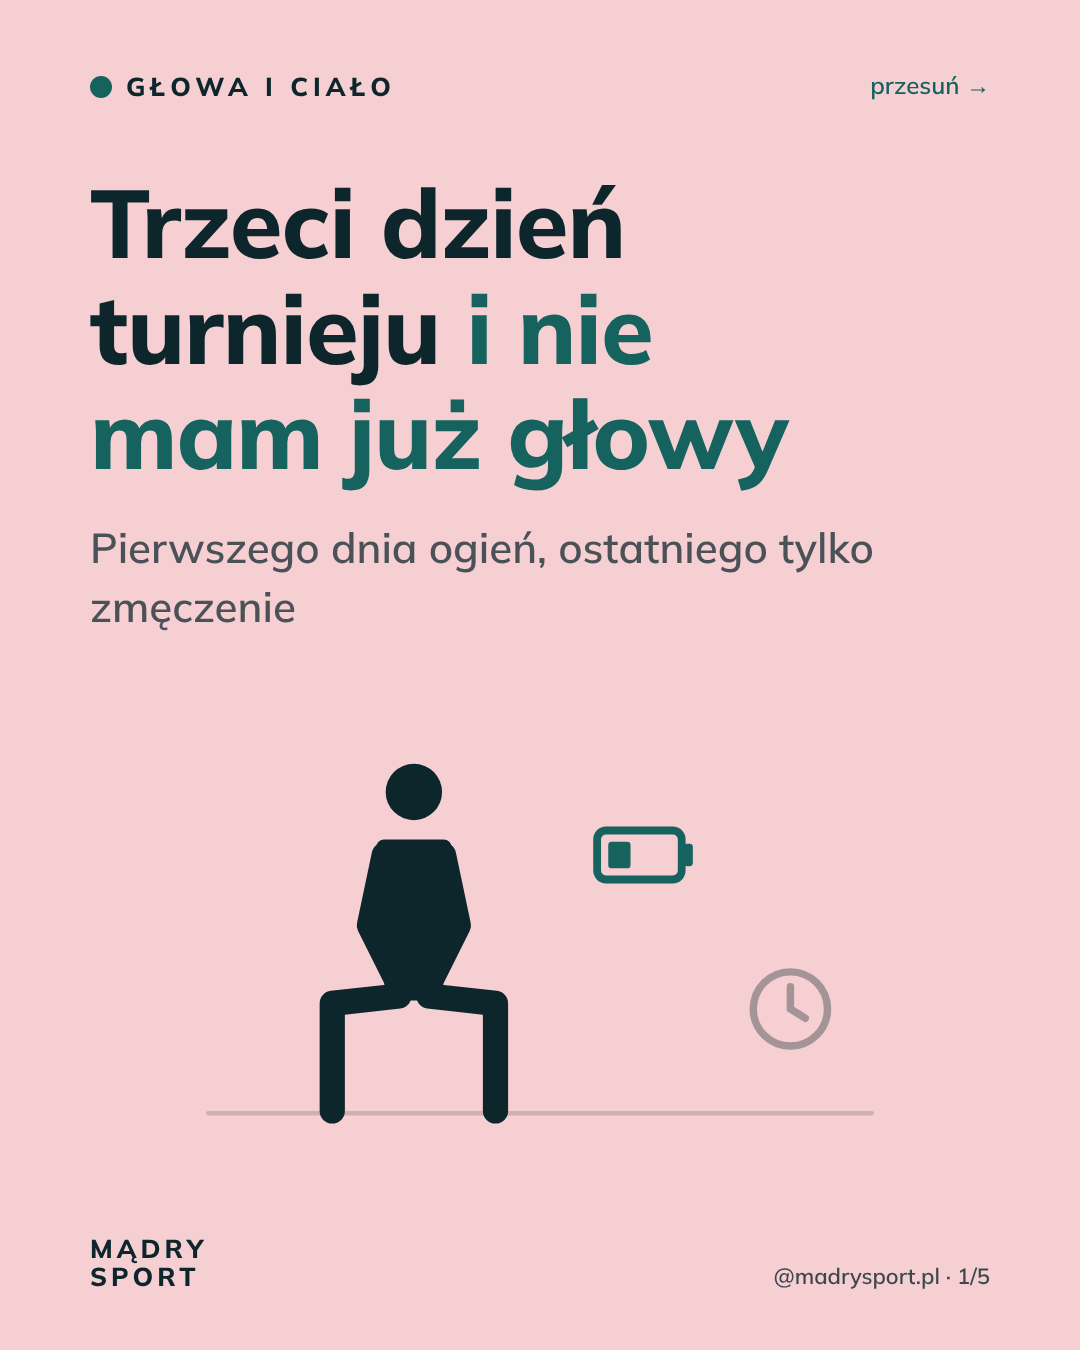 GŁOWA I CIAŁO
przesuń →
Trzeci dzień
turnieju i nie
mam już głowy
Pierwszego dnia ogień, ostatniego tylko
zmęczenie
MĄDRY
SPORT
@madrysport.pl · 1/5